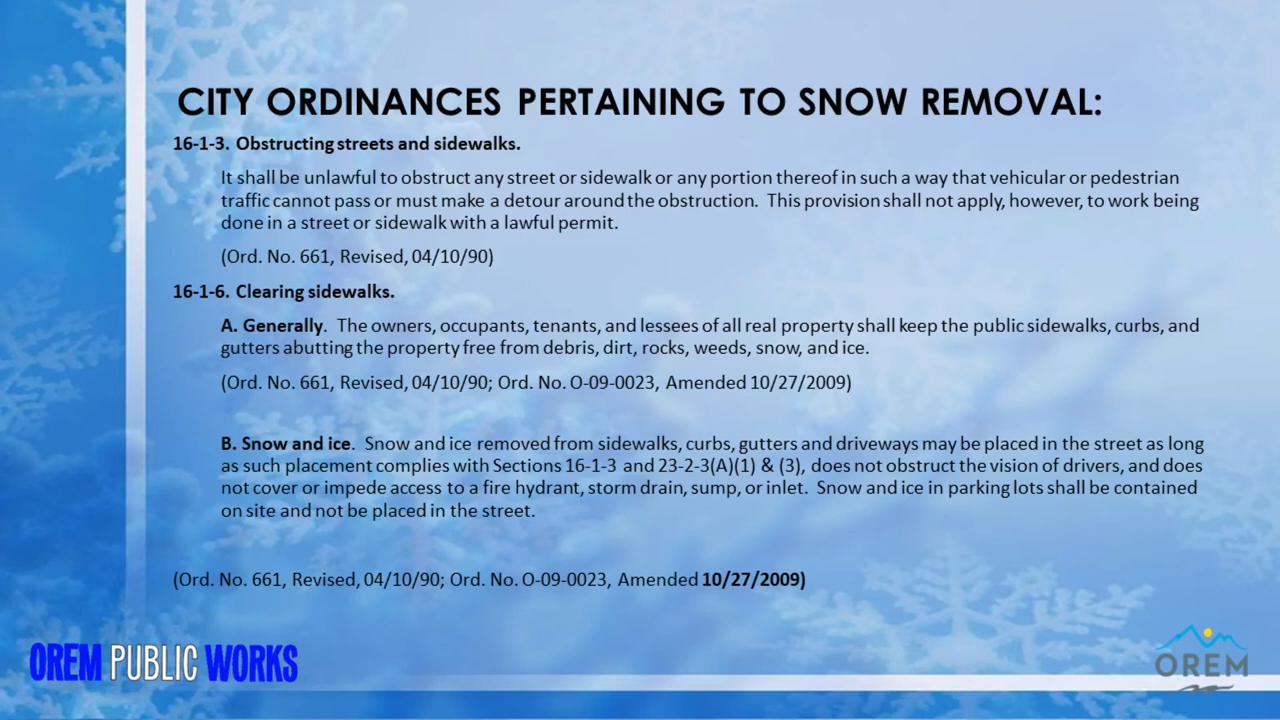 CITY ORDINANCES PERTAINING TO SNOW REMOVAL:
16-1-3. Obstructing streets and sidewalks.
It shall be unlawful to obstruct any street or sidewalk or any portion thereof in such a way that vehicular or pedestrian
traffic cannot pass or must make a detour around the obstruction. This provision shall not apply, however, to work being
done in a street or sidewalk with a lawful permit.
(Ord. No. 661, Revised, 04/10/90)
16-1-6. Clearing sidewalks.
A. Generally. The owners, occupants, tenants, and lessees of all real property shall keep the public sidewalks, curbs, and
gutters abutting the property free from debris, dirt, rocks, weeds, snow, and ice.
(Ord. No. 661, Revised, 04/10/90; Ord. No. O-09-0023, Amended 10/27/2009)
B. Snow and ice. Snow and ice removed from sidewalks, curbs, gutters and driveways may be placed in the street as long
as such placement complies with Sections 16-1-3 and 23-2-3(A)(1) & (3), does not obstruct the vision of drivers, and does
not cover or impede access to a fire hydrant, storm drain, sump, or inlet. Snow and ice in parking lots shall be contained
on site and not be placed in the street.
(Ord. No. 661, Revised, 04/10/90; Ord. No. O-09-0023, Amended 10/27/2009)
OREM PUBLIC WORKS
OREM